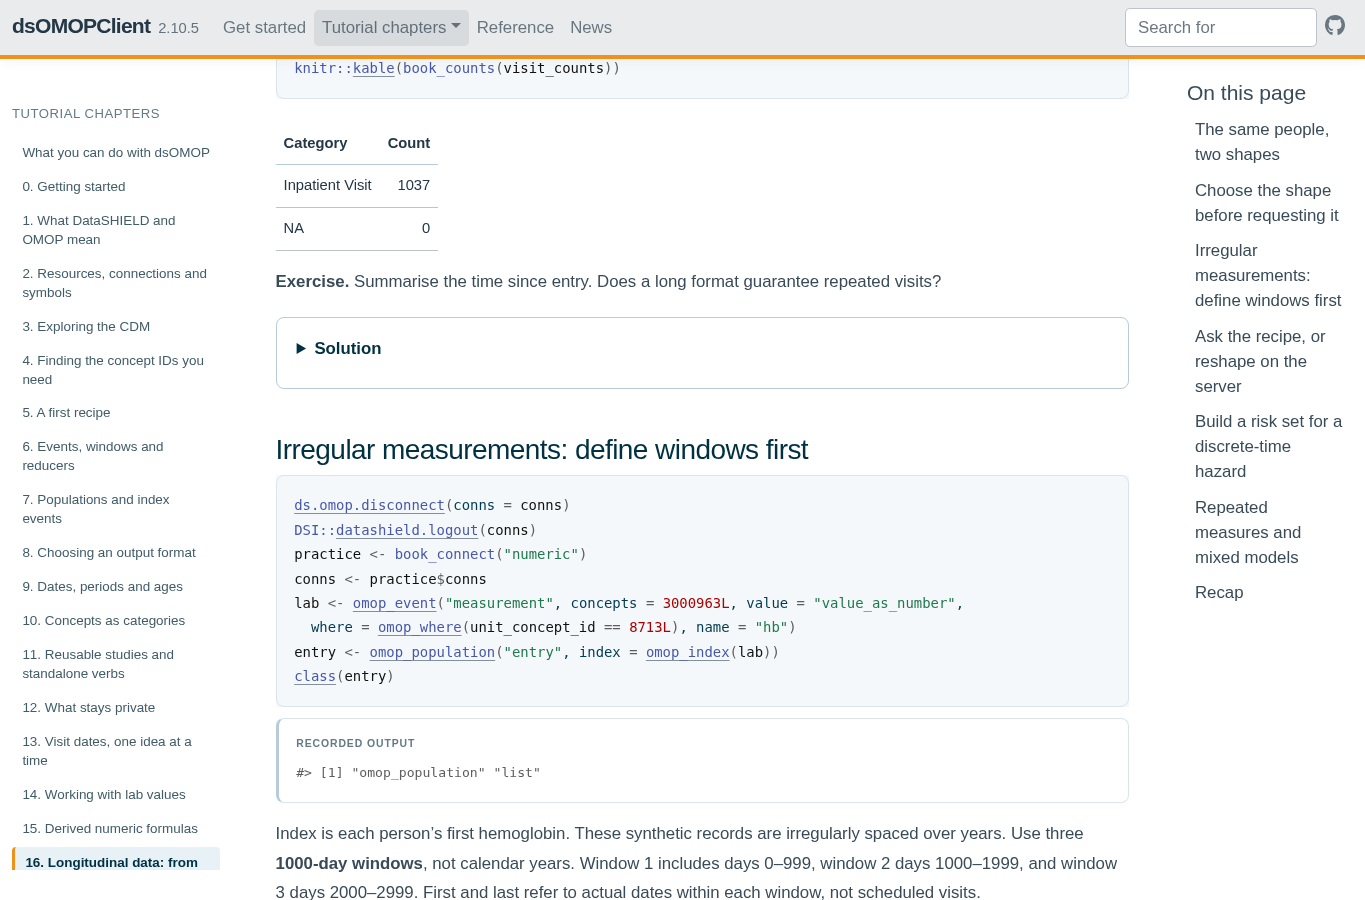 dsOMOPClient 2.10.5 Get started Tutorial chapters Reference News Search for
TUTORIAL CHAPTERS
What you can do with dsOMOP
0. Getting started
1. What DataSHIELD and
OMOP mean
2. Resources, connections and
symbols
3. Exploring the CDM
4. Finding the concept IDs you
need
5. A first recipe
6. Events, windows and
reducers
7. Populations and index
events
8. Choosing an output format
9. Dates, periods and ages
10. Concepts as categories
11. Reusable studies and
standalone verbs
12. What stays private
13. Visit dates, one idea at a
time
14. Working with lab values
15. Derived numeric formulas
16. Longitudinal data: from
knitr::kable(book_counts(visit_counts))
Category Count
Inpatient Visit 1037
NA 0
Exercise. Summarise the time since entry. Does a long format guarantee repeated visits?
Solution
Irregular measurements: define windows first
ds.omop.disconnect(conns = conns)
DSI::datashield.logout(conns)
practice <- book_connect("numeric")
conns <- practice$conns
lab <- omop_event("measurement", concepts = 3000963L, value = "value_as_number",
where = omop_where(unit_concept_id == 8713L), name = "hb")
entry <- omop_population("entry", index = omop_index(lab))
class(entry)
RECORDED OUTPUT
#> [1] "omop_population" "list"
Index is each person’s first hemoglobin. These synthetic records are irregularly spaced over years. Use three
1000-day windows, not calendar years. Window 1 includes days 0–999, window 2 days 1000–1999, and window
3 days 2000–2999. First and last refer to actual dates within each window, not scheduled visits.
On this page
The same people,
two shapes
Choose the shape
before requesting it
Irregular
measurements:
define windows first
Ask the recipe, or
reshape on the
server
Build a risk set for a
discrete-time
hazard
Repeated
measures and
mixed models
Recap